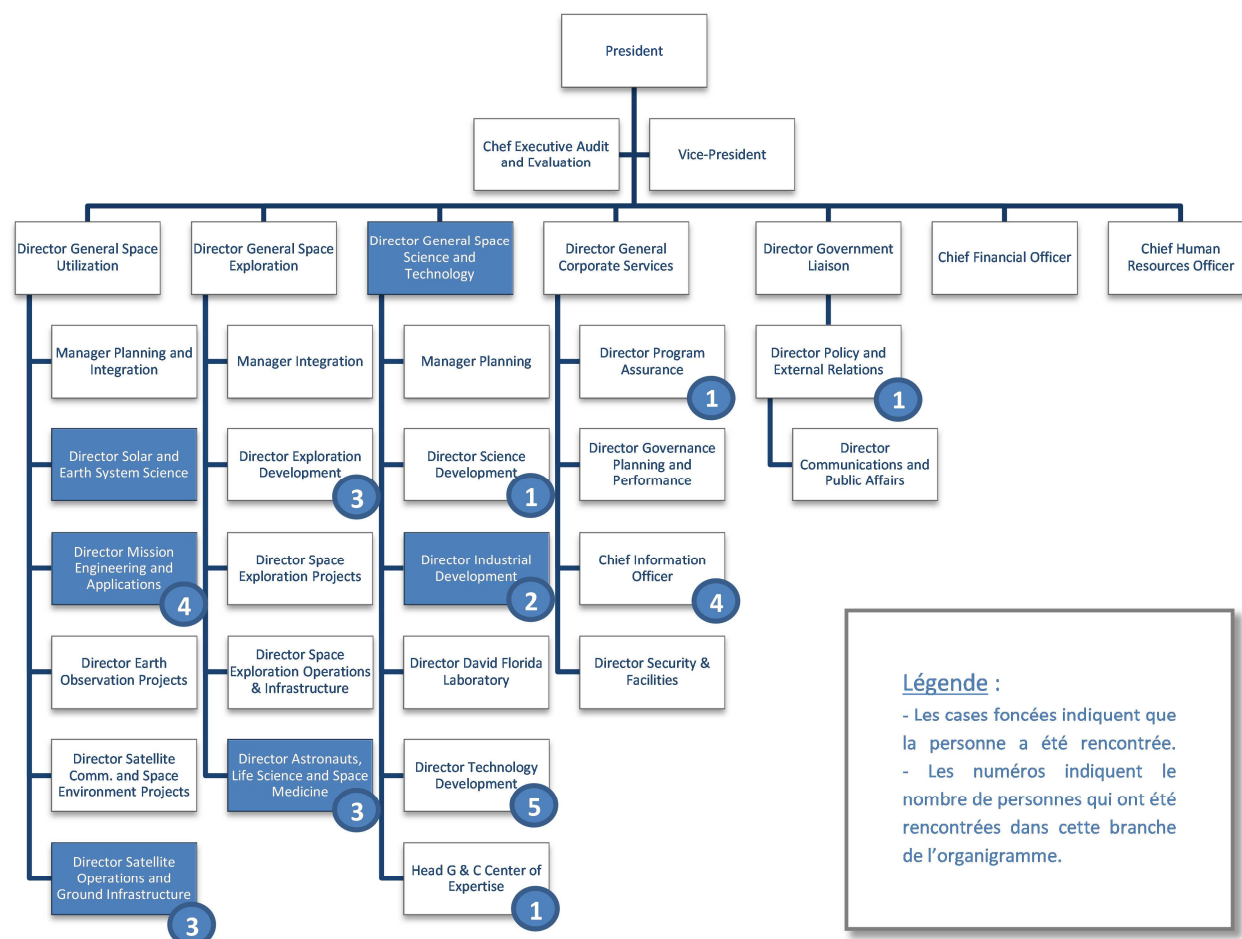 President
Chef Executive Audit
and Evaluation
Vice-President
Director General Space
Utilization
Director General Space
Exploration
Director General Space
Science and
Technology
Director General
Corporate Services
Director Government
Liaison
Chief Financial Officer
Chief Human
Resources Officer
Manager Planning and
Integration
Manager Integration
Manager Planning
Director Program
Assurance
1
Director Policy and
External Relations
1
Director Solar and
Earth System Science
Director Exploration
Development
3
Director Science
Development
1
Director Governance
Planning and
Performance
Director
Communications and
Public Affairs
Director Mission
Engineering and
Applications
4
Director Space
Exploration Projects
Director Industrial
Development
2
Chief Information
Officer
4
Director Earth
Observation Projects
Director Space
Exploration Operations
& Infrastructure
Director David Florida
Laboratory
Director Security &
Facilities
Director Satellite
Comm. and Space
Environment Projects
Director Astronauts,
Life Science and Space
Medicine
3
Director Technology
Development
5
Director Satellite
Operations and
Ground Infrastructure
3
Head G & C Center of
Expertise
1
Légende :
- Les cases foncées indiquent que
la personne a été rencontrée.
- Les numéros indiquent le
nombre de personnes qui ont été
rencontrées dans cette branche
de l'organigramme.